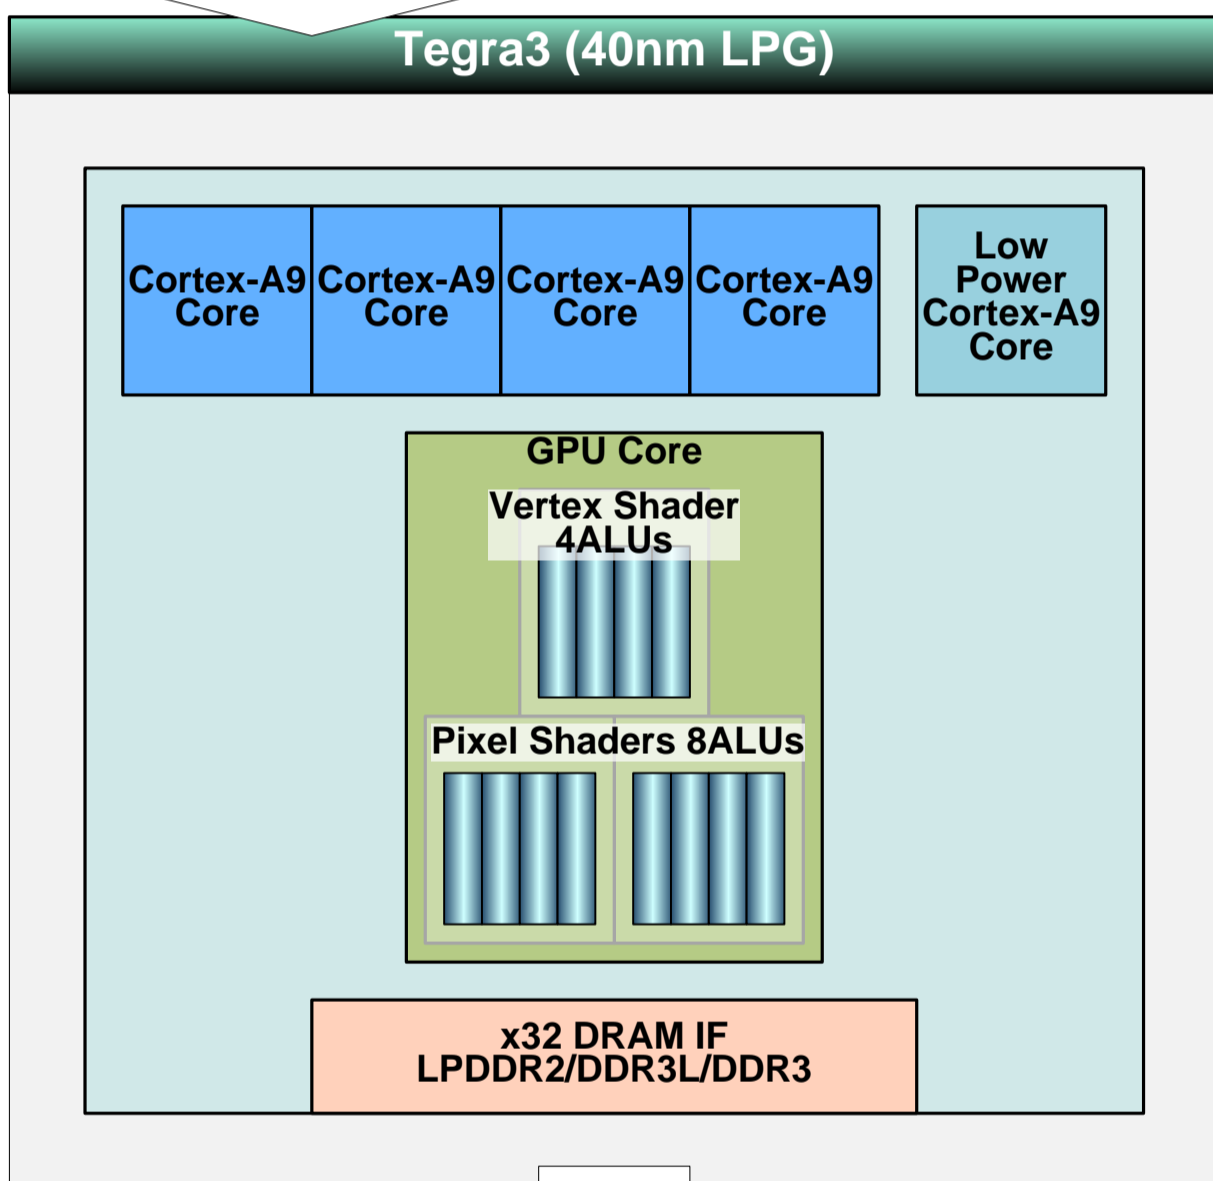 Tegra3 (40nm LPG)
Cortex-A9
Core
Cortex-A9
Core
Cortex-A9
Core
Cortex-A9
Core
Low
Power
Cortex-A9
Core
GPU Core
Vertex Shader
4ALUs
Pixel Shaders 8ALUs
x32 DRAM IF
LPDDR2/DDR3L/DDR3